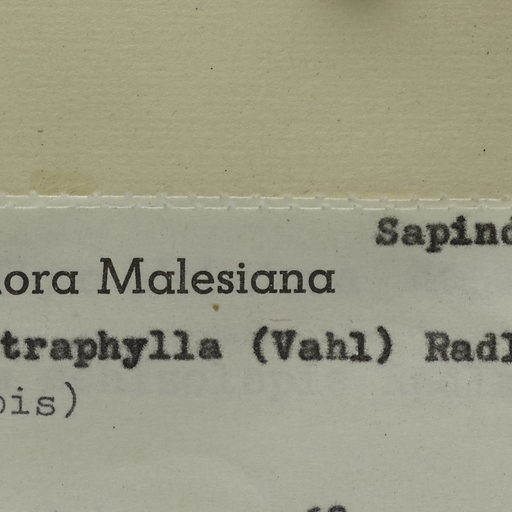 Sapind
lora Malesiana
traphylla (Vahl) Radl
ois)